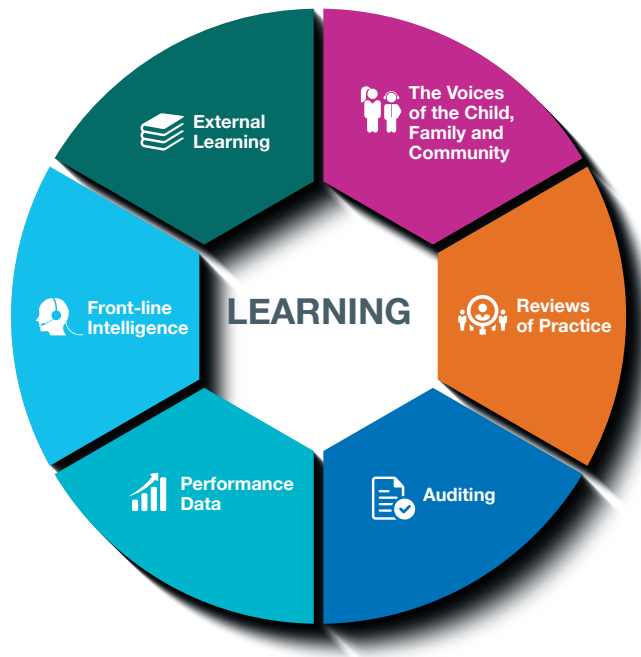 The Voices
of the Child,
Family and
Community
External
Learning
LEARNING
Front-line
Intelligence
Reviews
of Practice
Performance
Data
Auditing